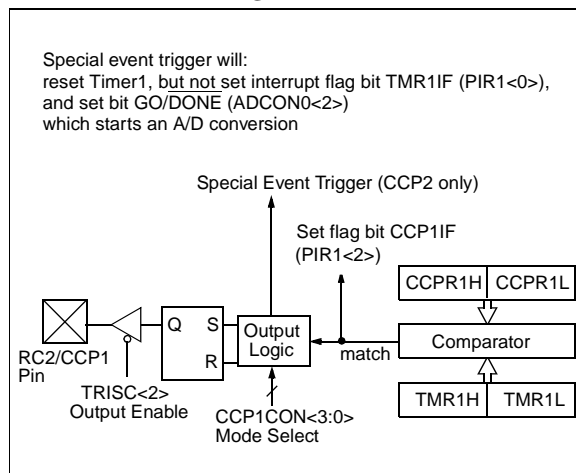 Special event trigger will:
reset Timer1, but not set interrupt flag bit TMR1IF (PIR1<0>),
and set bit GO/DONE (ADCON0<2>)
which starts an A/D conversion
Special Event Trigger (CCP2 only)
Set flag bit CCP1IF
(PIR1<2>)
CCPR1H CCPR1L
Q S
R
Output
Logic
match
Comparator
RC2/CCP1
Pin
TRISC<2>
Output Enable
CCP1CON<3:0>
Mode Select
TMR1H TMR1L